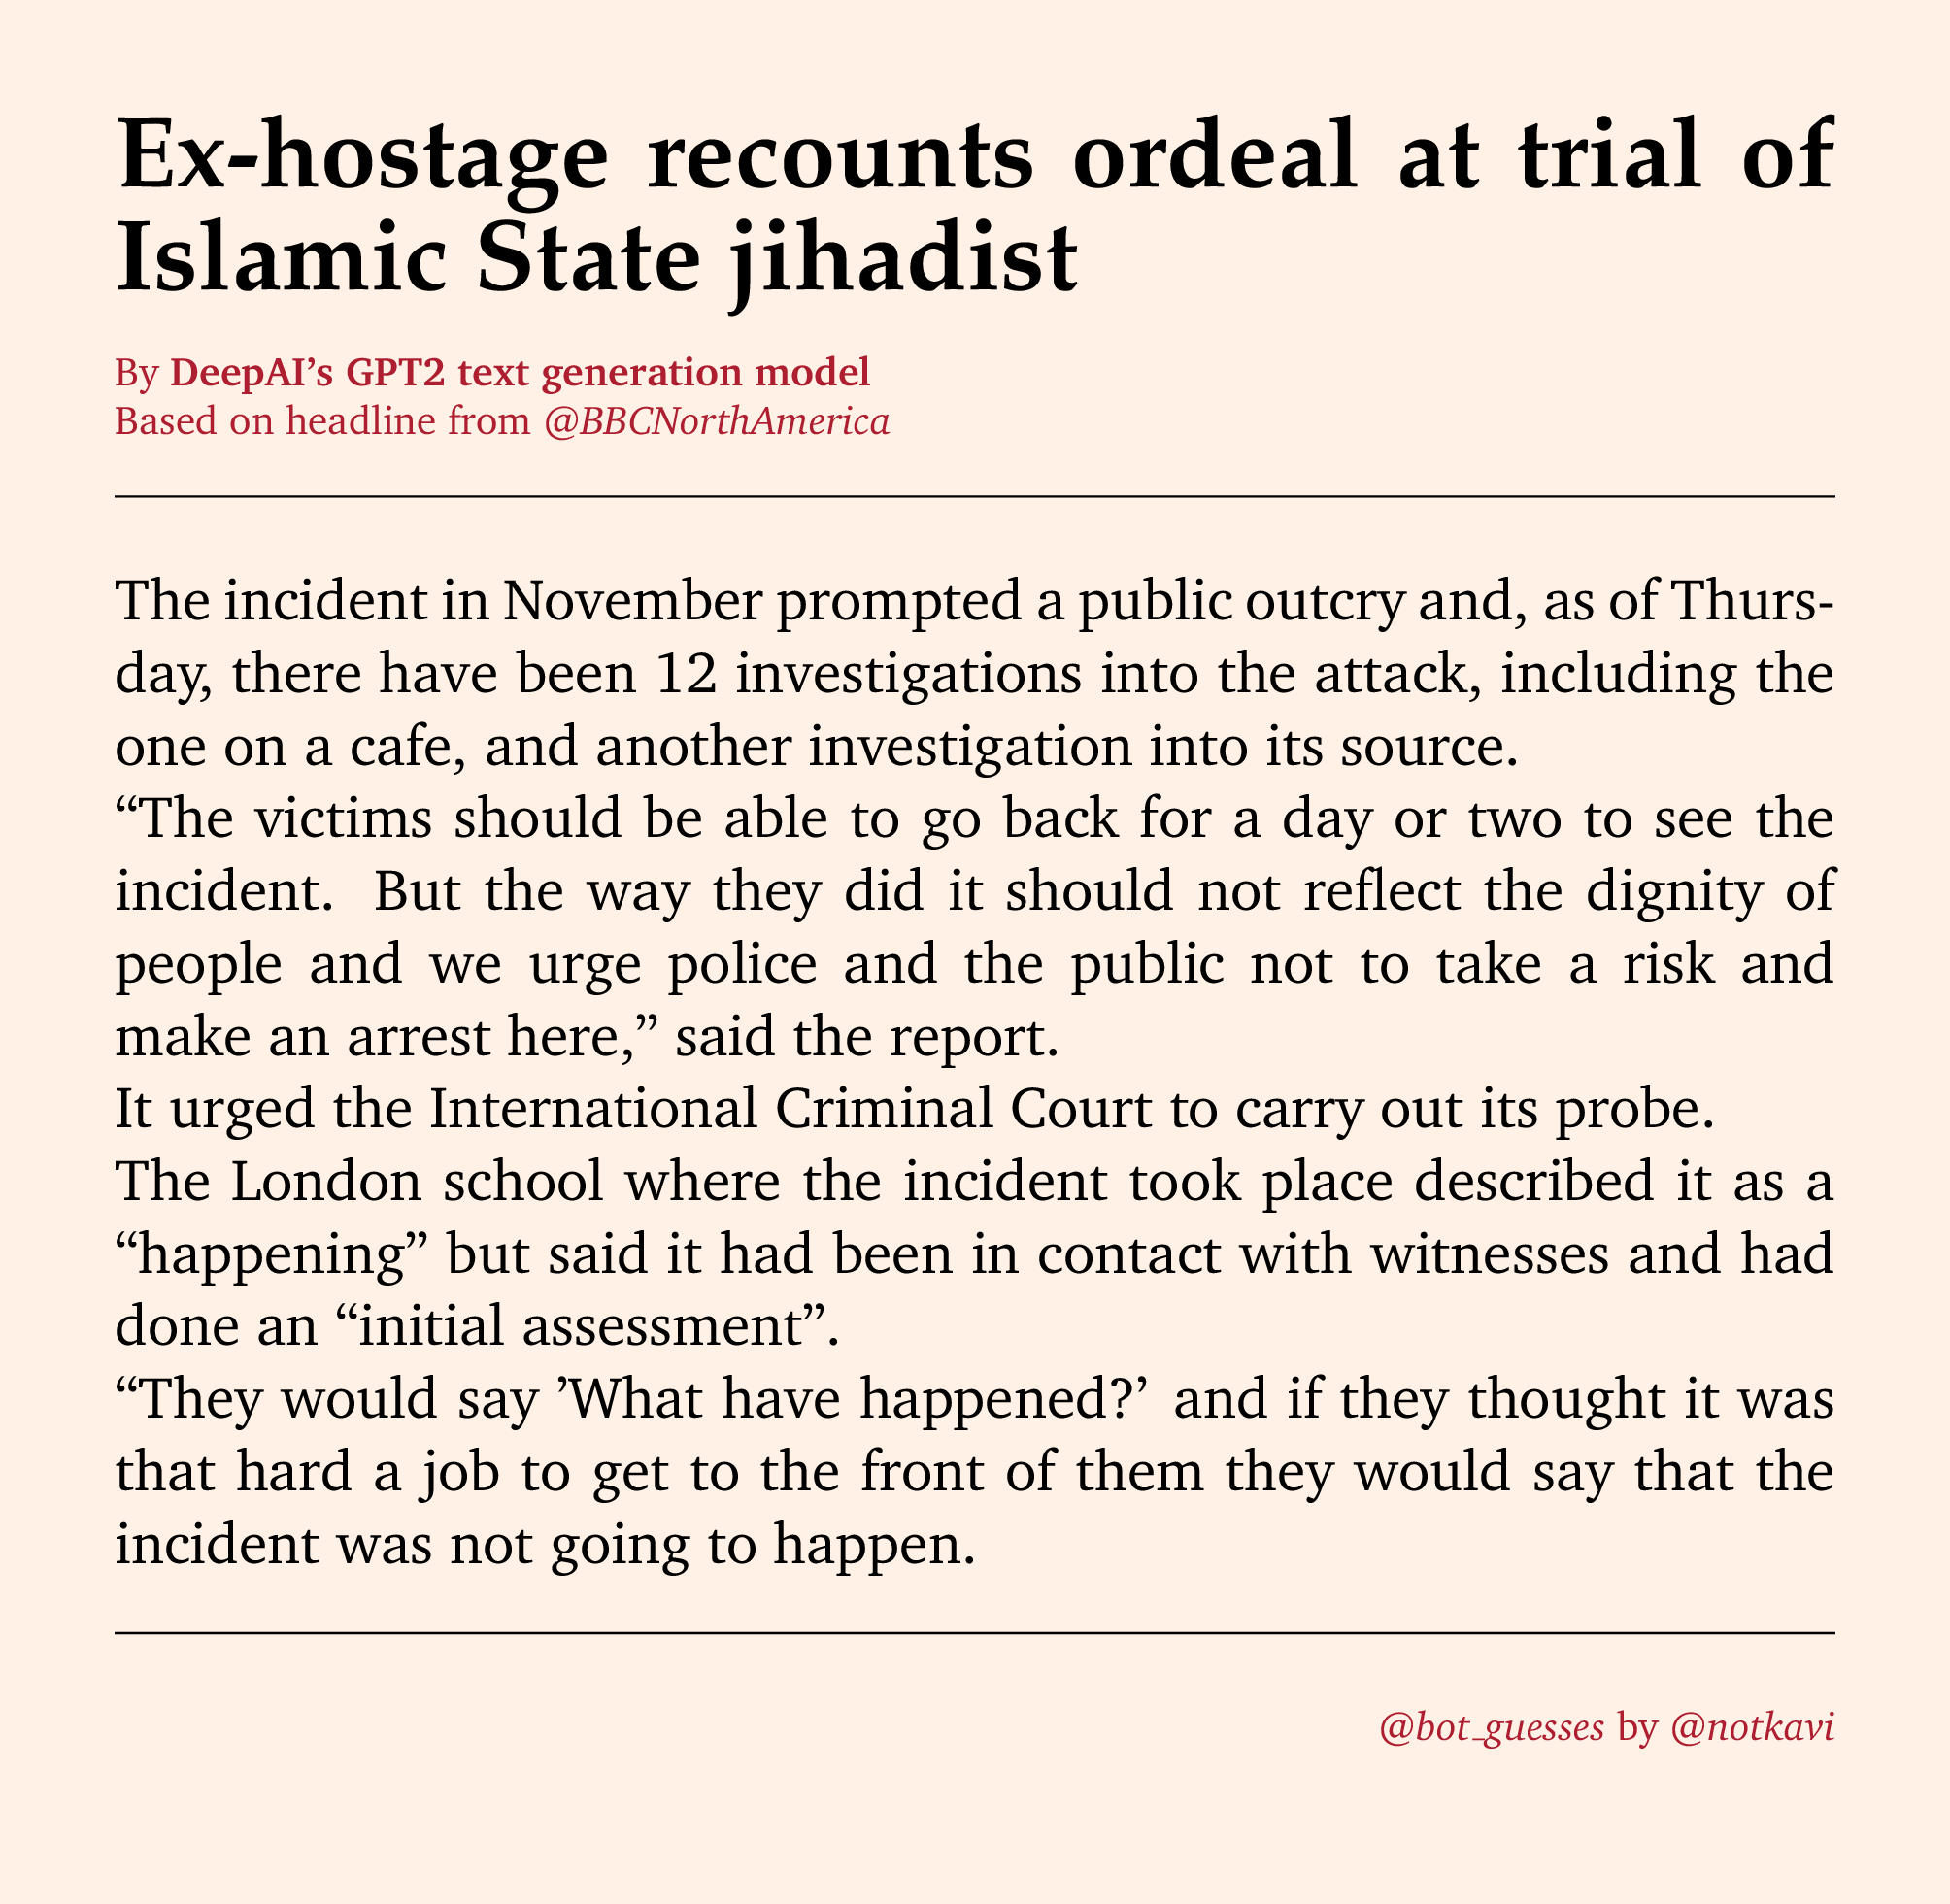 Ex-hostage recounts ordeal at trial of
Islamic State jihadist
By DeepAI’s GPT2 text generation model
Based on headline from @BBCNorthAmerica
The incident in November prompted a public outcry and, as of Thurs-
day, there have been 12 investigations into the attack, including the
one on a cafe, and another investigation into its source.
“The victims should be able to go back for a day or two to see the
incident. But the way they did it should not reflect the dignity of
people and we urge police and the public not to take a risk and
make an arrest here,” said the report.
It urged the International Criminal Court to carry out its probe.
The London school where the incident took place described it as a
“happening” but said it had been in contact with witnesses and had
done an “initial assessment”.
“They would say ’What have happened?’ and if they thought it was
that hard a job to get to the front of them they would say that the
incident was not going to happen.
@bot_guesses by @notkavi